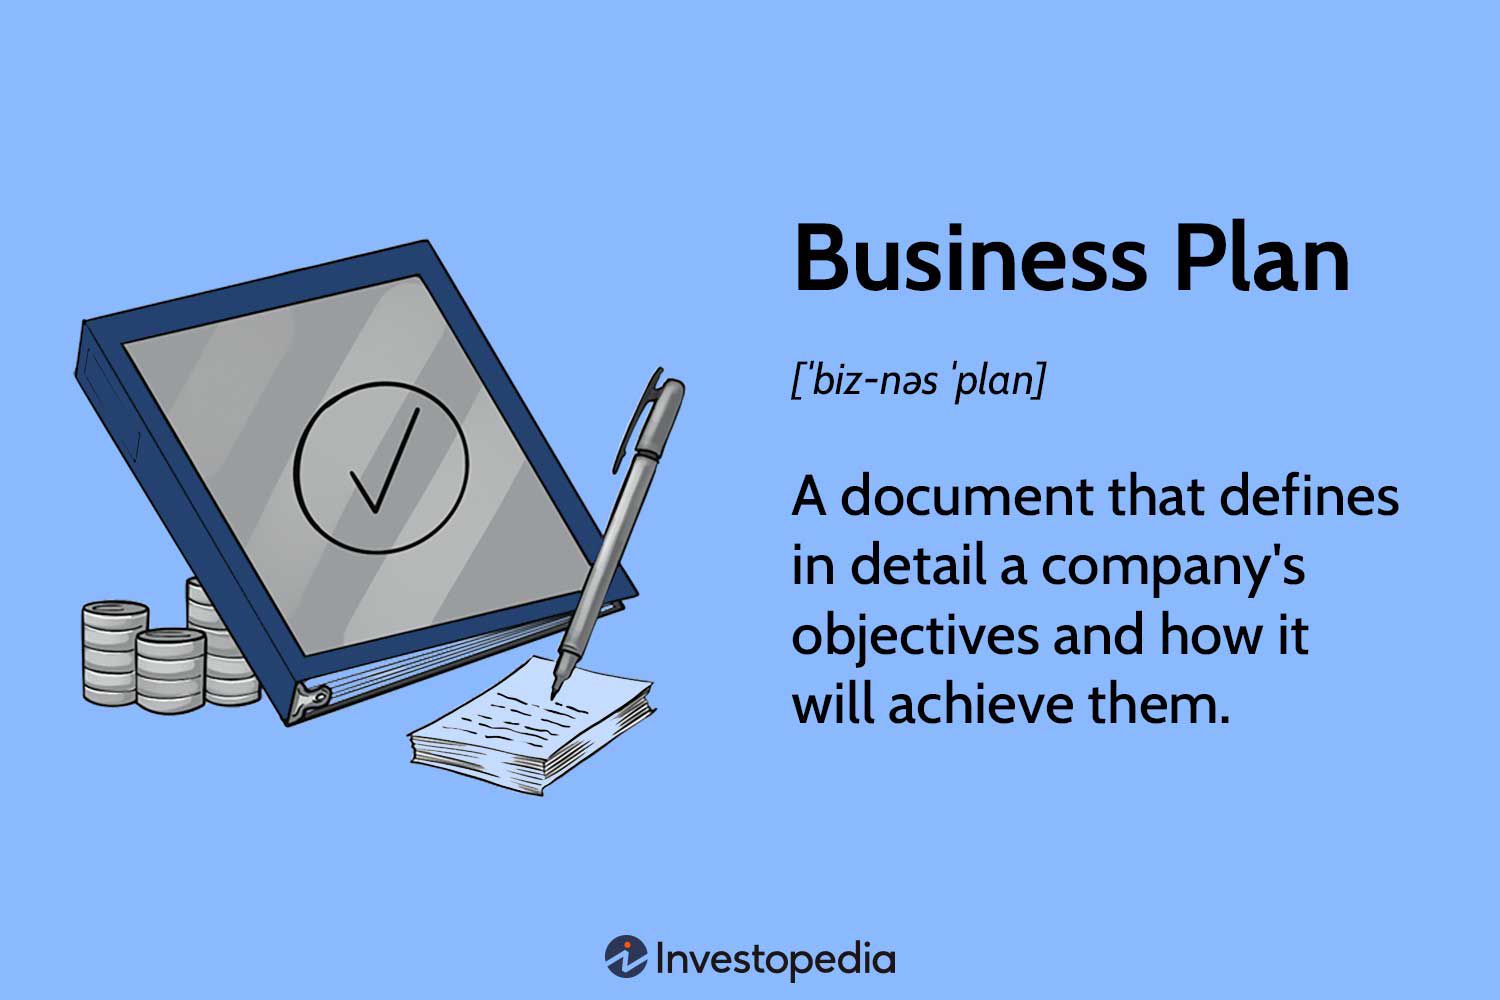 Business Plan
[ˈbiz-nəs ˈplan]
A document that defines
in detail a company's
objectives and how it
will achieve them.
Investopedia